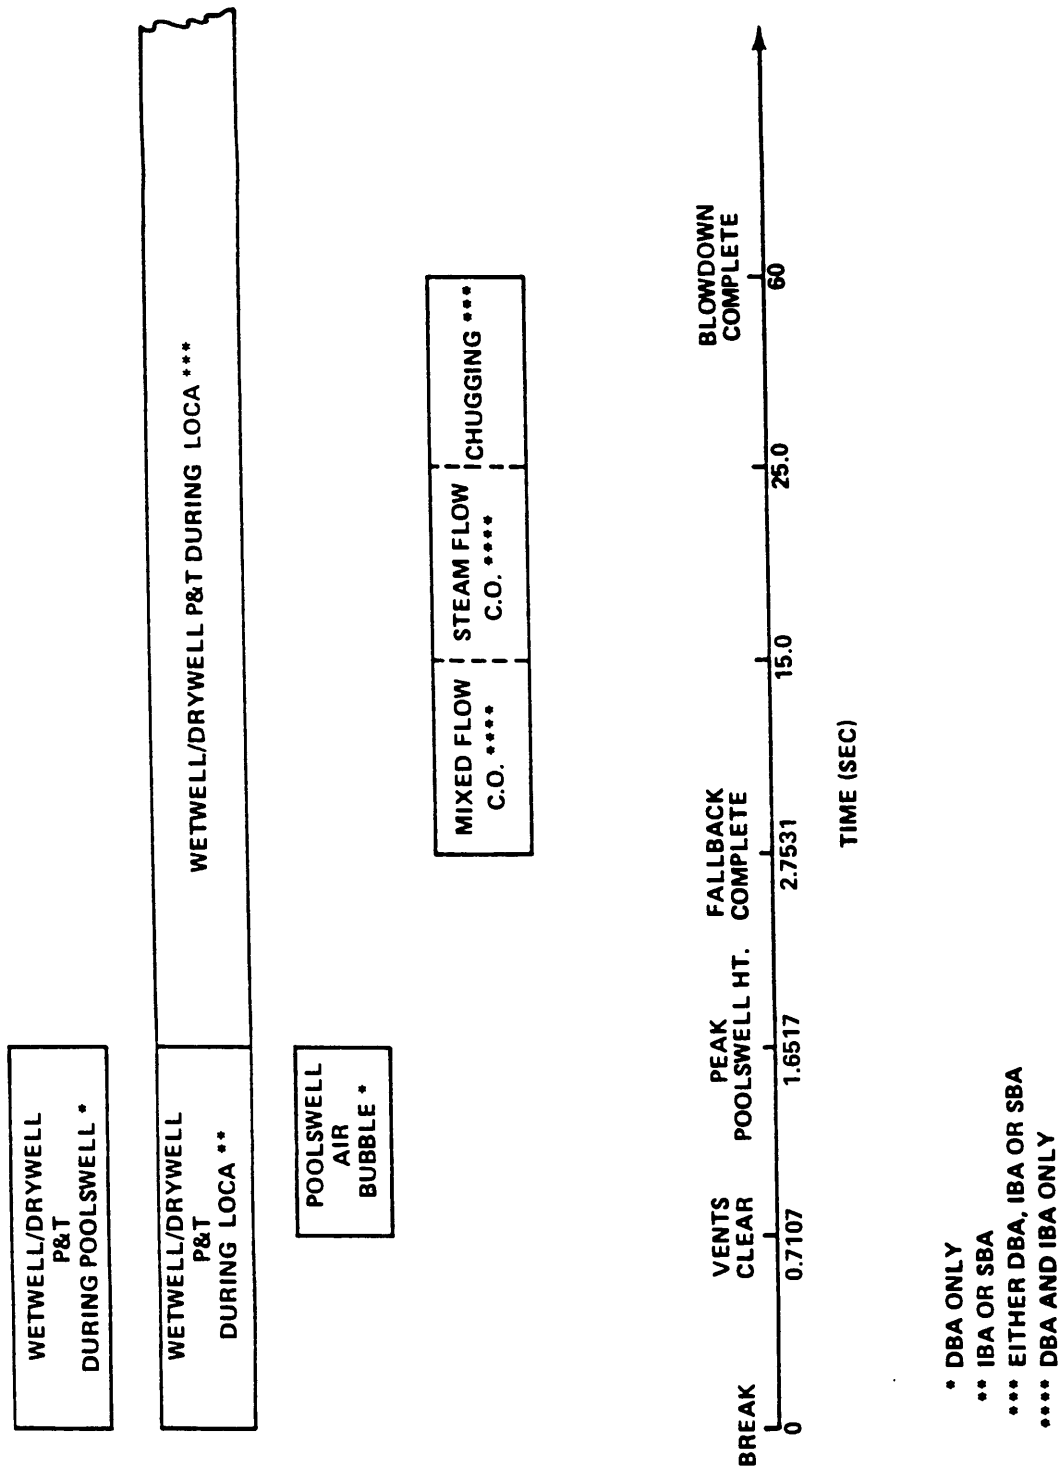 WETWELL/DRYWELL
P&T
DURING POOLSWELL *
WETWELL/DRYWELL
P&T
DURING LOCA **
WETWELL/DRYWELL P&T DURING LOCA ***
POOLSWELL
AIR
BUBBLE *
MIXED FLOW
C.O. ****
STEAM FLOW
C.O. ****
CHUGGING ***
BREAK
VENTS
CLEAR
PEAK
POOLSWELL HT.
FALLBACK
COMPLETE
BLOWDOWN
COMPLETE
0
0.7107
1.6517
2.7531
15.0
25.0
60
TIME (SEC)
* DBA ONLY
** IBA OR SBA
*** EITHER DBA, IBA OR SBA
**** DBA AND IBA ONLY